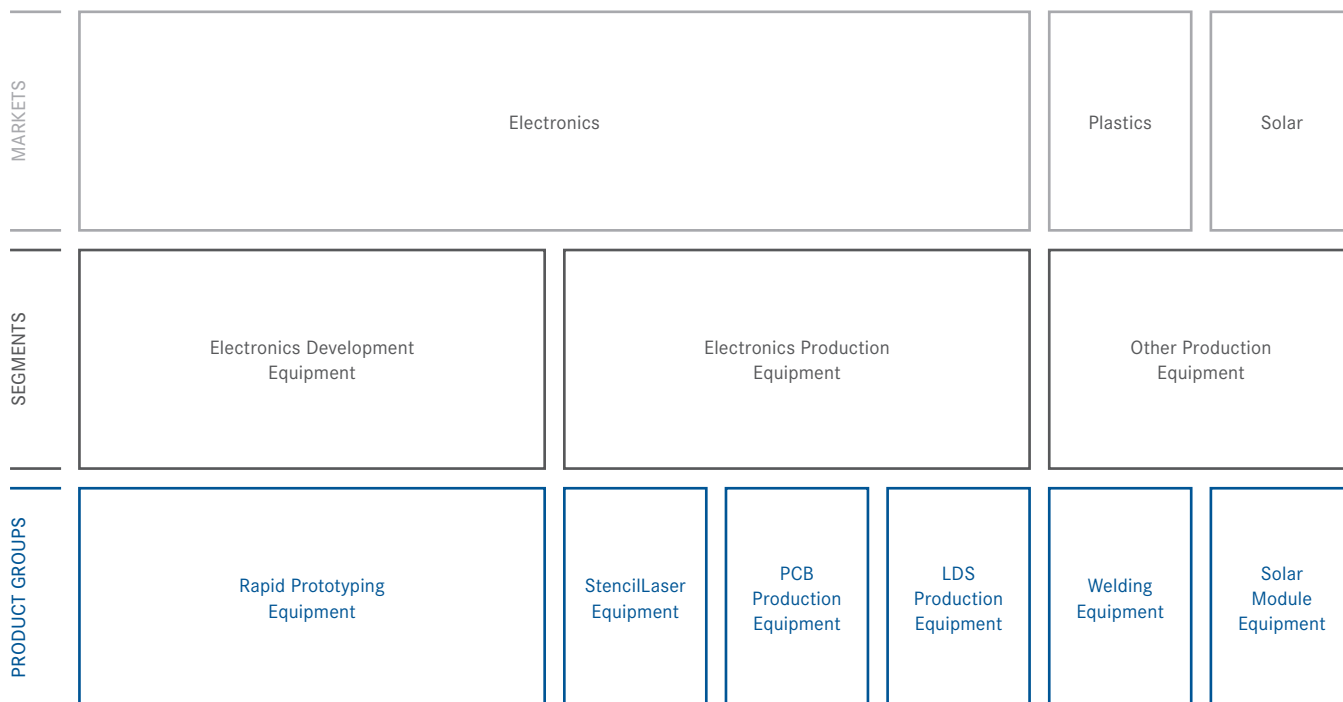 MARKETS
Electronics
Plastics
Solar
SEGMENTS
Electronics Development
Equipment
Electronics Production
Equipment
Other Production
Equipment
PRODUCT GROUPS
Rapid Prototyping
Equipment
StencilLaser
Equipment
PCB
Production
Equipment
LDS
Production
Equipment
Welding
Equipment
Solar
Module
Equipment